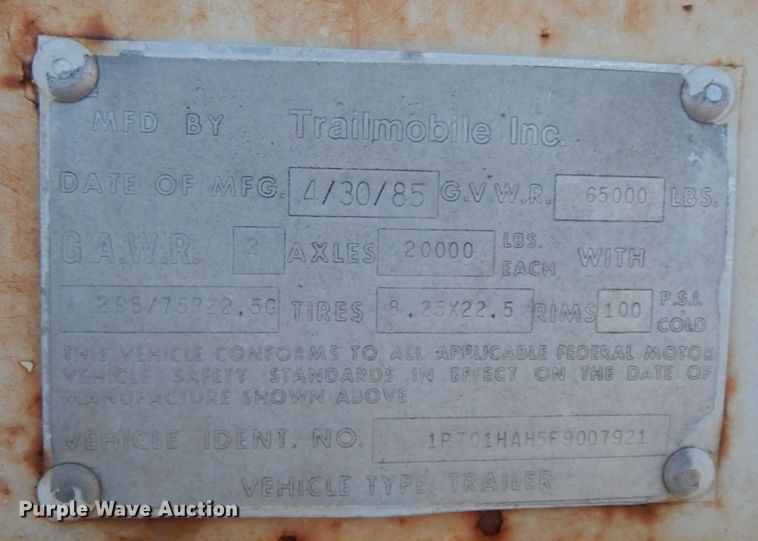 MFD. BY Trailmobile Inc.
DATE OF MFG. 4/30/85 G.V.W.R. 65000 LBS.
G.A.W.R. 2 AXLES 20000 LBS. EACH WITH
295/75R22.5G TIRES 8.25X22.5 RIMS 100 P.S.I. COLD
THIS VEHICLE CONFORMS TO ALL APPLICABLE FEDERAL MOTOR
VEHICLE SAFETY STANDARDS IN EFFECT ON THE DATE OF
MANUFACTURE SHOWN ABOVE
VEHICLE IDENT. NO. 1PT01HAH5F9007921
VEHICLE TYPE TRAILER
Purple Wave Auction